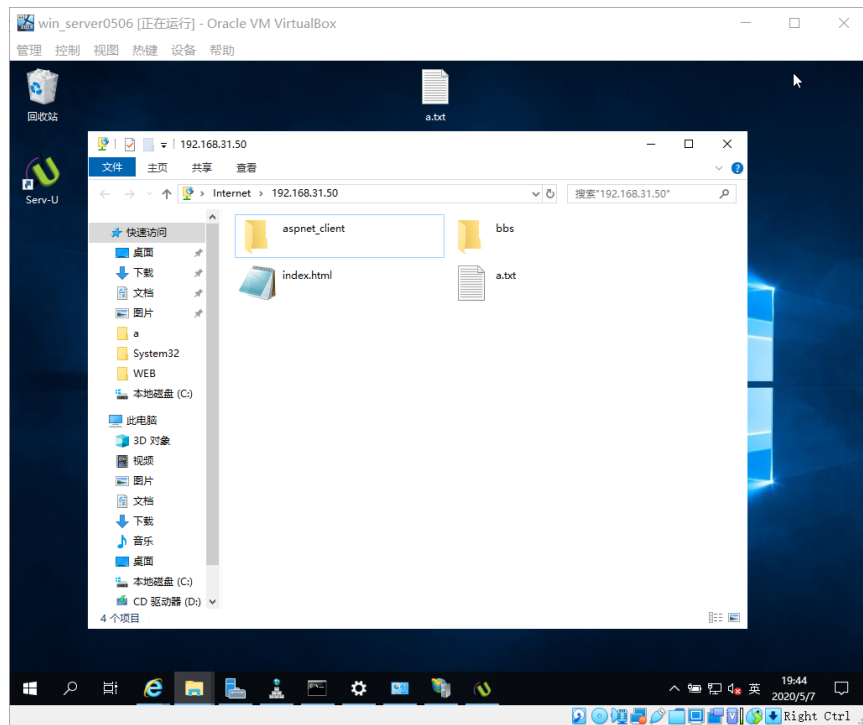 win_server0506 [正在运行] - Oracle VM VirtualBox
管理 控制 视图 热键 设备 帮助
回收站
a.txt
Serv-U
192.168.31.50
文件 主页 共享 查看
Internet › 192.168.31.50
搜索"192.168.31.50"
快速访问
桌面
下载
文档
图片
a
System32
WEB
本地磁盘 (C:)
此电脑
3D 对象
视频
图片
文档
下载
音乐
桌面
本地磁盘 (C:)
CD 驱动器 (D:)
aspnet_client
bbs
index.html
a.txt
4 个项目
英
19:44
2020/5/7
Right Ctrl